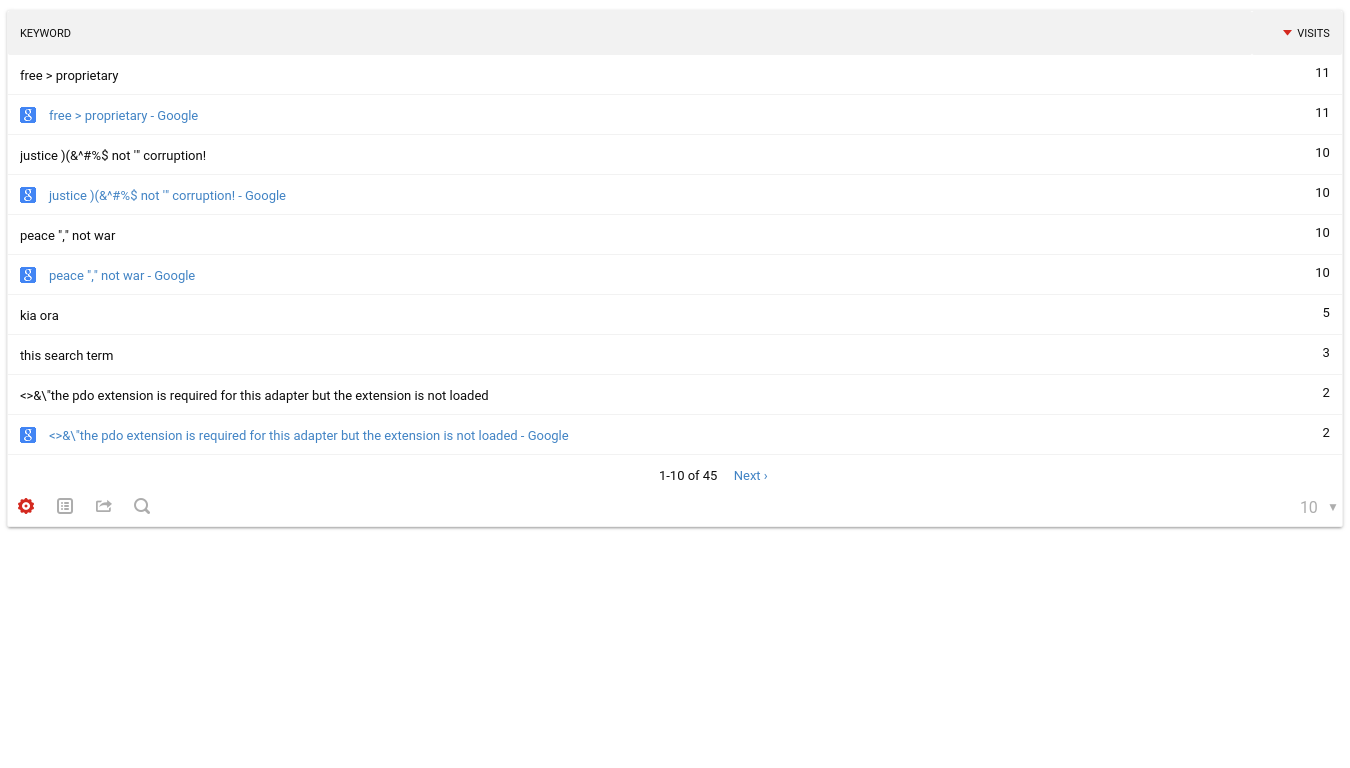 KEYWORD VISITS
free > proprietary 11
free > proprietary - Google 11
justice )(&^#%$ not '" corruption! 10
justice )(&^#%$ not '" corruption! - Google 10
peace "," not war 10
peace "," not war - Google 10
kia ora 5
this search term 3
<>&\"the pdo extension is required for this adapter but the extension is not loaded 2
<>&\"the pdo extension is required for this adapter but the extension is not loaded - Google 2
1-10 of 45 Next ›
10